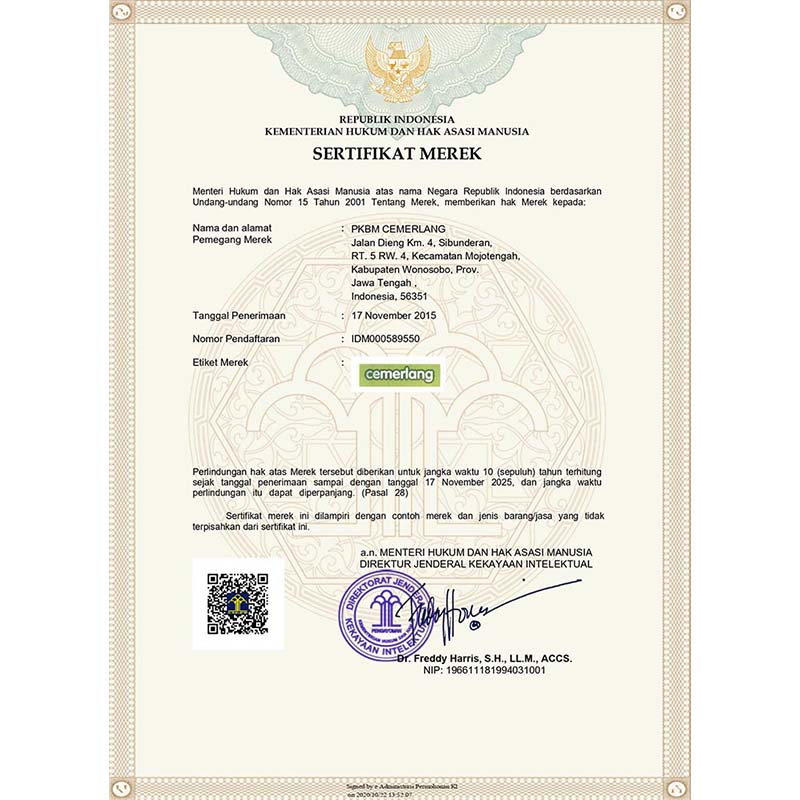 REPUBLIK INDONESIA
KEMENTERIAN HUKUM DAN HAK ASASI MANUSIA
SERTIFIKAT MEREK
Menteri Hukum dan Hak Asasi Manusia atas nama Negara Republik Indonesia berdasarkan
Undang-undang Nomor 15 Tahun 2001 Tentang Merek, memberikan hak Merek kepada:
Nama dan alamat
Pemegang Merek
: PKBM CEMERLANG
Jalan Dieng Km. 4, Sibunderan,
RT. 5 RW. 4, Kecamatan Mojotengah,
Kabupaten Wonosobo, Prov.
Jawa Tengah ,
Indonesia, 56351
Tanggal Penerimaan : 17 November 2015
Nomor Pendaftaran : IDM000589550
Etiket Merek :
cemerlang
Perlindungan hak atas Merek tersebut diberikan untuk jangka waktu 10 (sepuluh) tahun terhitung
sejak tanggal penerimaan sampai dengan tanggal 17 November 2025, dan jangka waktu
perlindungan itu dapat diperpanjang. (Pasal 28)
Sertifikat merek ini dilampiri dengan contoh merek dan jenis barang/jasa yang tidak
terpisahkan dari sertifikat ini.
a.n. MENTERI HUKUM DAN HAK ASASI MANUSIA
DIREKTUR JENDERAL KEKAYAAN INTELEKTUAL
DIREKTORAT JENDERAL
KEKAYAAN INTELEKTUAL
PENGAYOMAN
Dr. Freddy Harris, S.H., LL.M., ACCS.
NIP: 196611181994031001
Signed by e Administrasi Permohonan KI
on 2020/10/22 13:52:07